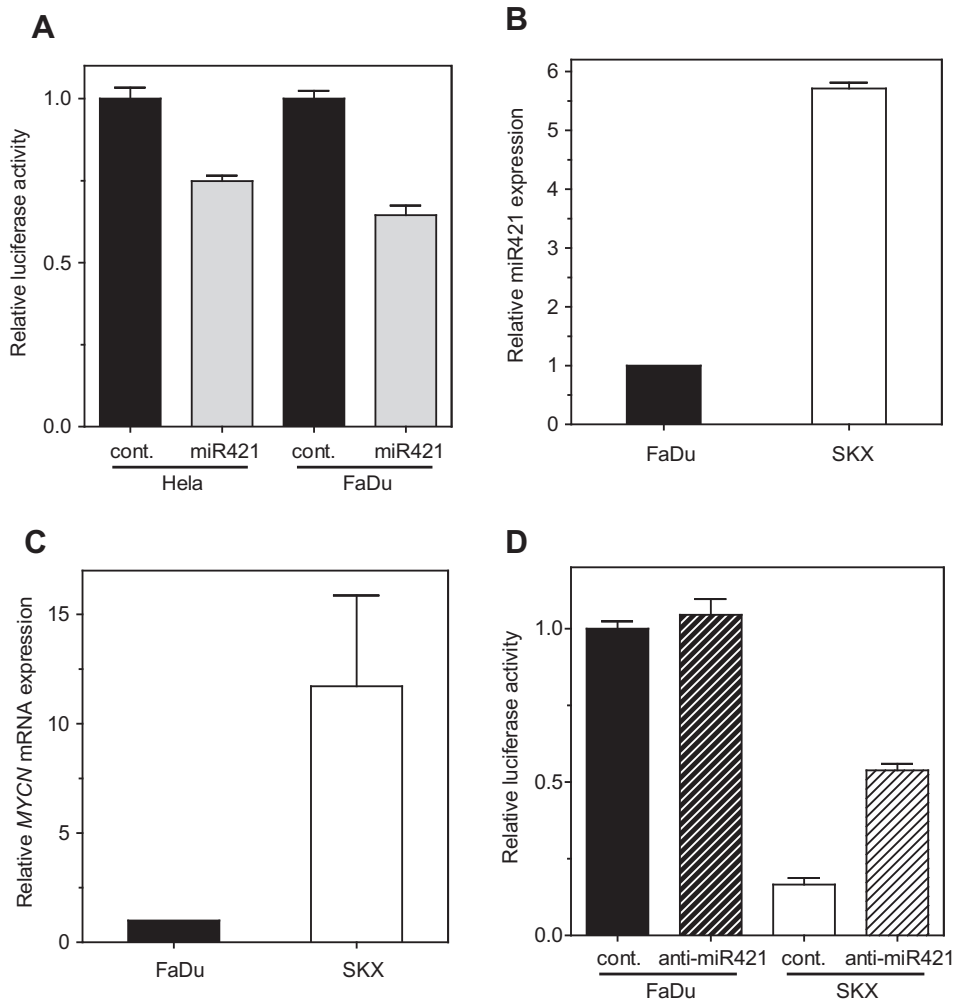 A
Relative luciferase activity
1.0
0.5
0.0
cont. miR421 cont. miR421
Hela FaDu
B
Relative miR421 expression
6
5
4
3
2
1
0
FaDu SKX
C
Relative MYCN mRNA expression
15
10
5
0
FaDu SKX
D
Relative luciferase activity
1.0
0.5
0.0
cont. anti-miR421 cont. anti-miR421
FaDu SKX